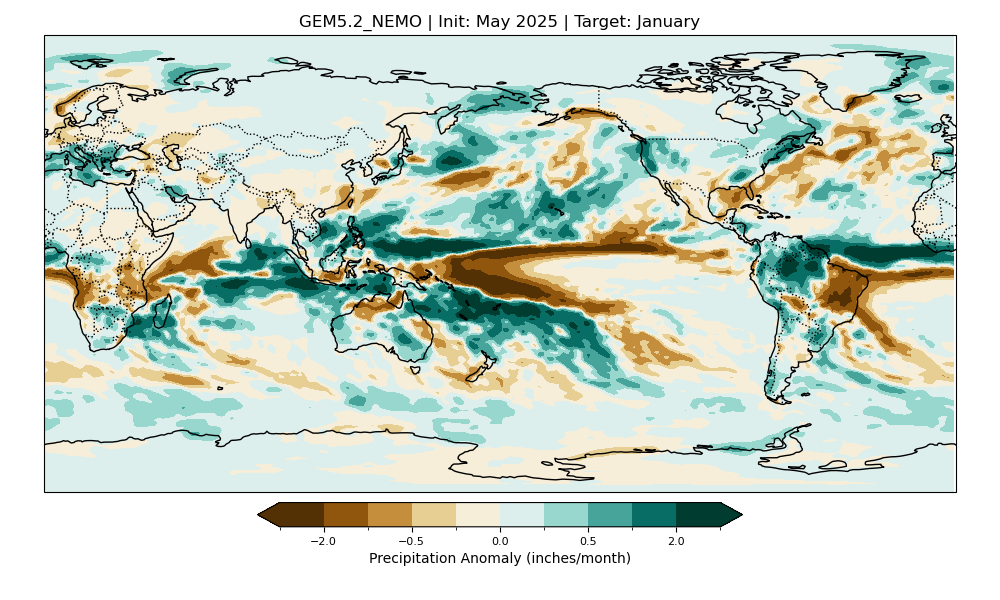 GEM5.2_NEMO | Init: May 2025 | Target: January
−2.0 −0.5 0.0 0.5 2.0
Precipitation Anomaly (inches/month)